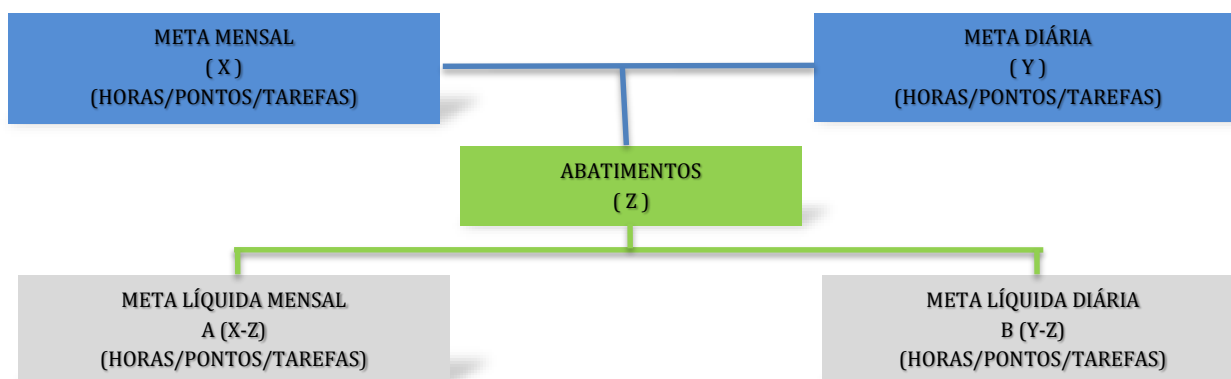 META MENSAL
( X )
(HORAS/PONTOS/TAREFAS)
META DIÁRIA
( Y )
(HORAS/PONTOS/TAREFAS)
ABATIMENTOS
( Z )
META LÍQUIDA MENSAL
A (X-Z)
(HORAS/PONTOS/TAREFAS)
META LÍQUIDA DIÁRIA
B (Y-Z)
(HORAS/PONTOS/TAREFAS)